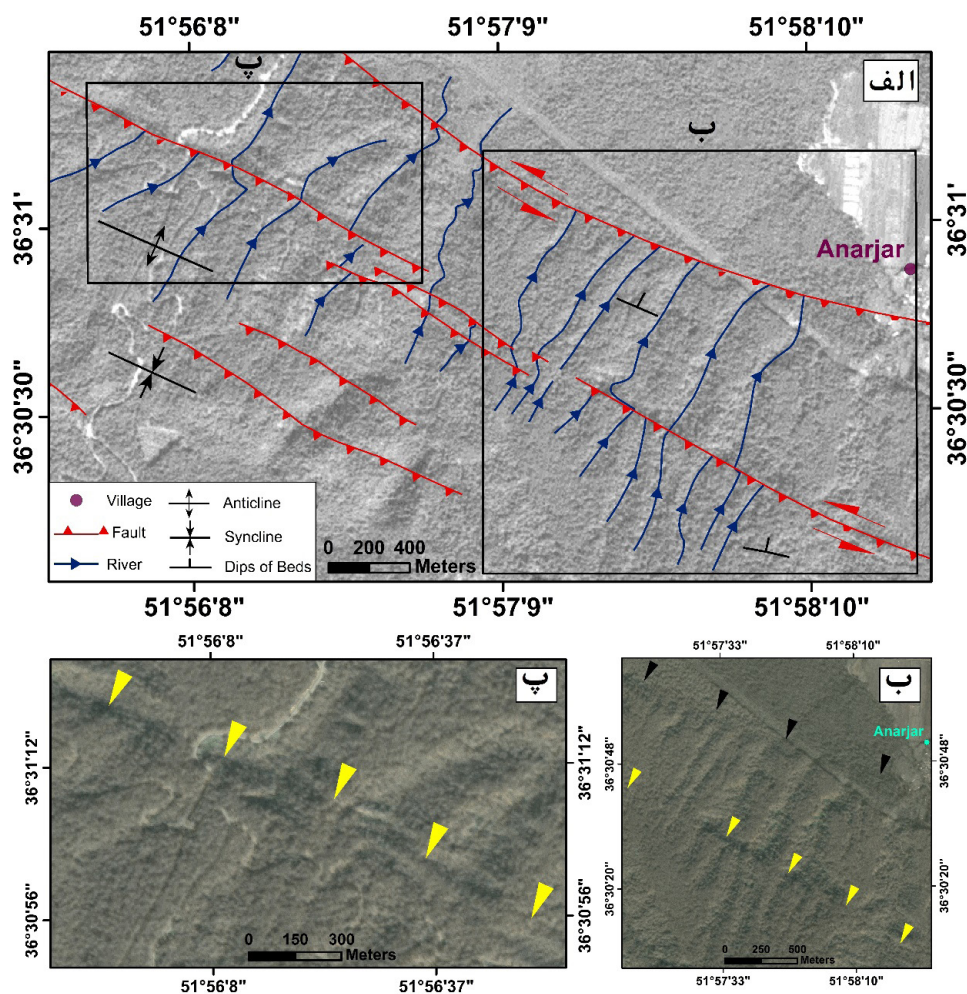 51°56'8" 51°57'9" 51°58'10"
پ
الف
ب
36°31' 36°31'
Anarjar
36°30'30" 36°30'30"
Village Anticline
Fault Syncline
River Dips of Beds
0 200 400
Meters
51°56'8" 51°57'9" 51°58'10"
51°56'8" 51°56'37"
پ
36°31'12" 36°31'12"
36°30'56" 36°30'56"
0 150 300
Meters
51°56'8" 51°56'37"
51°57'33" 51°58'10"
ب
Anarjar
36°30'48" 36°30'48"
36°30'20" 36°30'20"
0 250 500
Meters
51°57'33" 51°58'10"